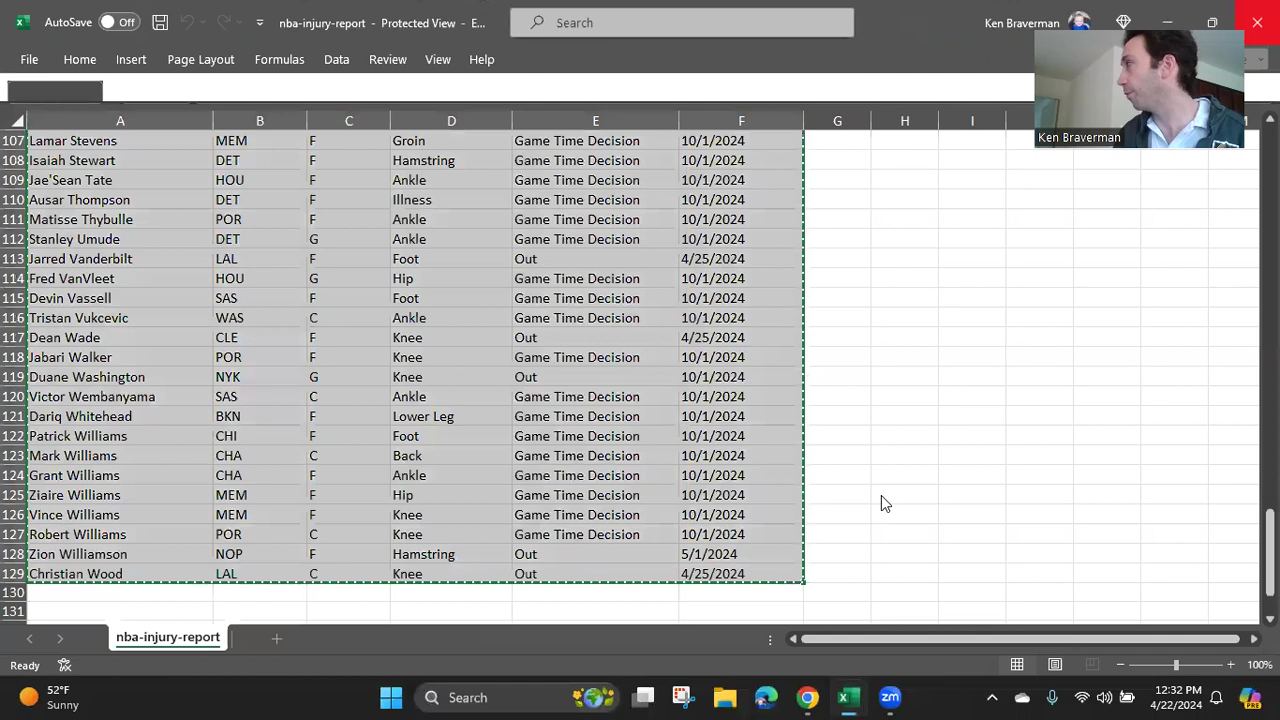 AutoSave Off nba-injury-report - Protected View - E... Search Ken Braverman
File Home Insert Page Layout Formulas Data Review View Help
Ken Braverman
A B C D E F G H I J K M
107 Lamar Stevens MEM F Groin Game Time Decision 10/1/2024
108 Isaiah Stewart DET F Hamstring Game Time Decision 10/1/2024
109 Jae'Sean Tate HOU F Ankle Game Time Decision 10/1/2024
110 Ausar Thompson DET F Illness Game Time Decision 10/1/2024
111 Matisse Thybulle POR F Ankle Game Time Decision 10/1/2024
112 Stanley Umude DET G Ankle Game Time Decision 10/1/2024
113 Jarred Vanderbilt LAL F Foot Out 4/25/2024
114 Fred VanVleet HOU G Hip Game Time Decision 10/1/2024
115 Devin Vassell SAS F Foot Game Time Decision 10/1/2024
116 Tristan Vukcevic WAS C Ankle Game Time Decision 10/1/2024
117 Dean Wade CLE F Knee Out 4/25/2024
118 Jabari Walker POR F Knee Game Time Decision 10/1/2024
119 Duane Washington NYK G Knee Out 10/1/2024
120 Victor Wembanyama SAS C Ankle Game Time Decision 10/1/2024
121 Dariq Whitehead BKN F Lower Leg Game Time Decision 10/1/2024
122 Patrick Williams CHI F Foot Game Time Decision 10/1/2024
123 Mark Williams CHA C Back Game Time Decision 10/1/2024
124 Grant Williams CHA F Ankle Game Time Decision 10/1/2024
125 Ziaire Williams MEM F Hip Game Time Decision 10/1/2024
126 Vince Williams MEM F Knee Game Time Decision 10/1/2024
127 Robert Williams POR C Knee Game Time Decision 10/1/2024
128 Zion Williamson NOP F Hamstring Out 5/1/2024
129 Christian Wood LAL C Knee Out 4/25/2024
130
131
nba-injury-report
Ready 100%
52°F
Sunny
Search
12:32 PM
4/22/2024